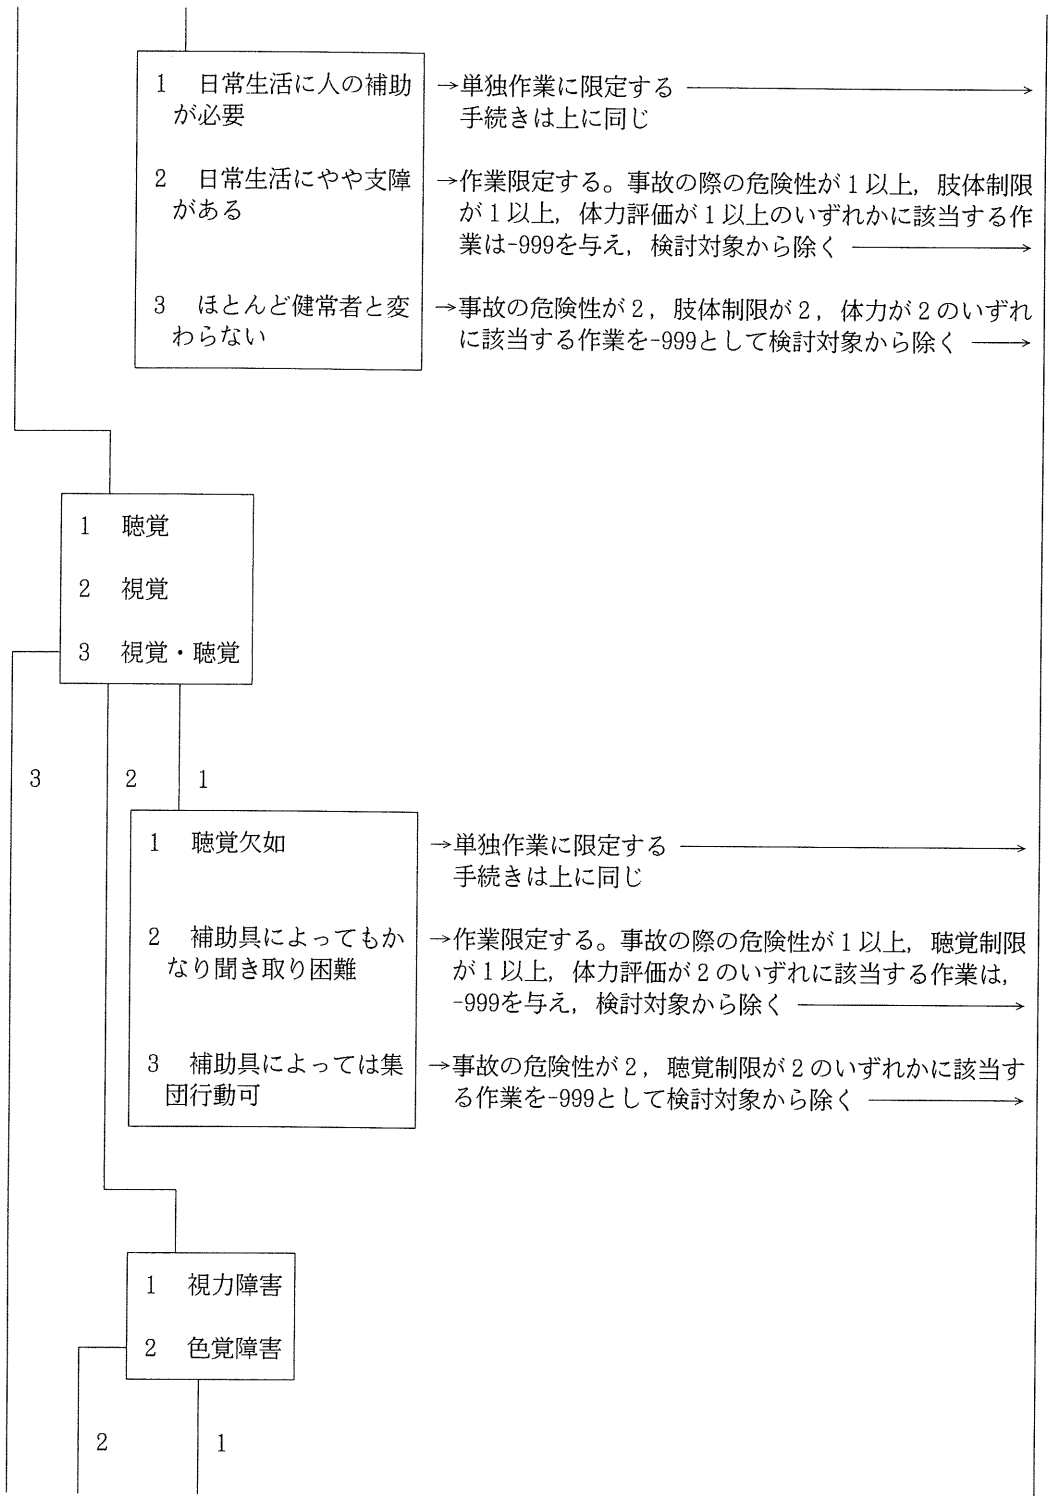 1 日常生活に人の補助
が必要
→単独作業に限定する
手続きは上に同じ
2 日常生活にやや支障
がある
→作業限定する。事故の際の危険性が1以上，肢体制限
が1以上，体力評価が1以上のいずれかに該当する作
業は-999を与え，検討対象から除く
3 ほとんど健常者と変
わらない
→事故の危険性が2，肢体制限が2，体力が2のいずれ
に該当する作業を-999として検討対象から除く
1 聴覚
2 視覚
3 視覚・聴覚
3 2 1
1 聴覚欠如
→単独作業に限定する
手続きは上に同じ
2 補助具によってもか
なり聞き取り困難
→作業限定する。事故の際の危険性が1以上，聴覚制限
が1以上，体力評価が2のいずれに該当する作業は，
-999を与え，検討対象から除く
3 補助具によっては集
団行動可
→事故の危険性が2，聴覚制限が2のいずれかに該当す
る作業を-999として検討対象から除く
1 視力障害
2 色覚障害
2 1